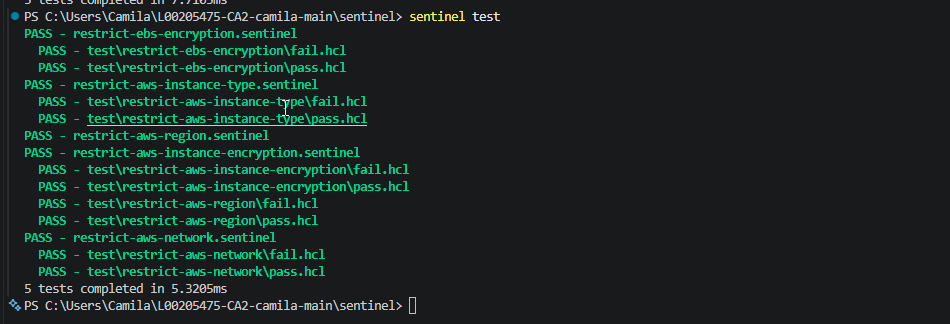 5 tests completed in 7.7165ms
PS C:\Users\Camila\L00205475-CA2-camila-main\sentinel> sentinel test
PASS - restrict-ebs-encryption.sentinel
PASS - test\restrict-ebs-encryption\fail.hcl
PASS - test\restrict-ebs-encryption\pass.hcl
PASS - restrict-aws-instance-type.sentinel
PASS - test\restrict-aws-instance-type\fail.hcl
PASS - test\restrict-aws-instance-type\pass.hcl
PASS - restrict-aws-region.sentinel
PASS - restrict-aws-instance-encryption.sentinel
PASS - test\restrict-aws-instance-encryption\fail.hcl
PASS - test\restrict-aws-instance-encryption\pass.hcl
PASS - test\restrict-aws-region\fail.hcl
PASS - test\restrict-aws-region\pass.hcl
PASS - restrict-aws-network.sentinel
PASS - test\restrict-aws-network\fail.hcl
PASS - test\restrict-aws-network\pass.hcl
5 tests completed in 5.3205ms
PS C:\Users\Camila\L00205475-CA2-camila-main\sentinel>